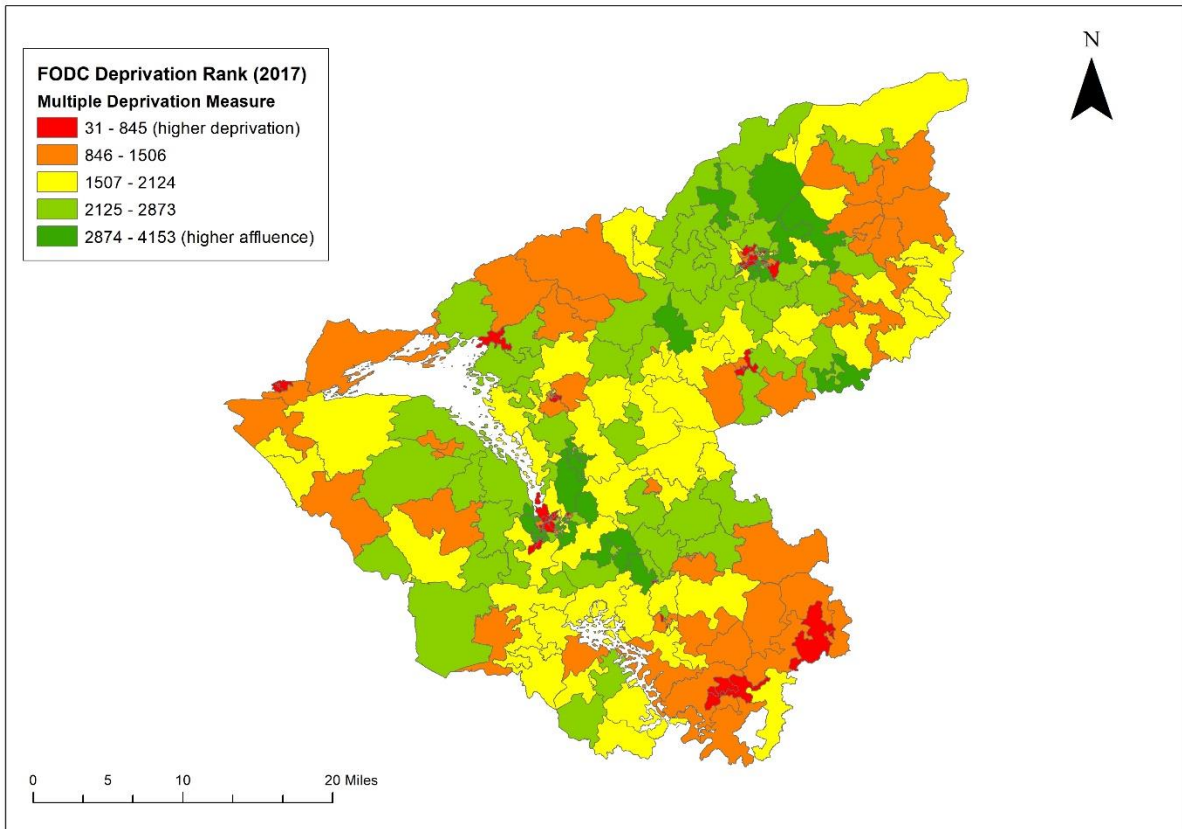 FODC Deprivation Rank (2017)
Multiple Deprivation Measure
31 - 845 (higher deprivation)
846 - 1506
1507 - 2124
2125 - 2873
2874 - 4153 (higher affluence)
N
0 5 10 20 Miles